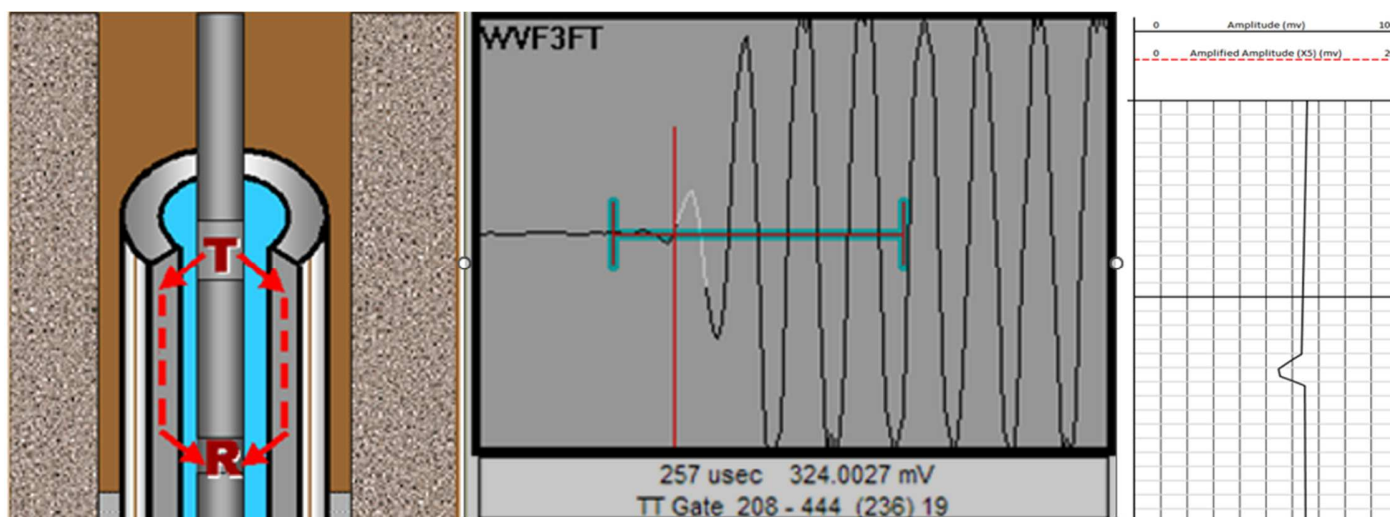 T
R
WVF3FT
257 usec 324.0027 mV
TT Gate 208 - 444 (236) 19
0 Amplitude (mv) 10
0 Amplified Amplitude (X5) (mv) 2